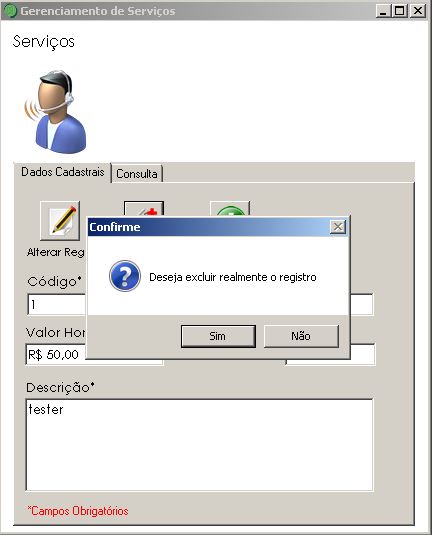 Gerenciamento de Serviços
Serviços
Dados Cadastrais
Consulta
Alterar Reg
Confirme
Deseja excluir realmente o registro
Sim
Não
Código*
1
Valor Hor
R$ 50,00
Descrição*
tester
*Campos Obrigatórios